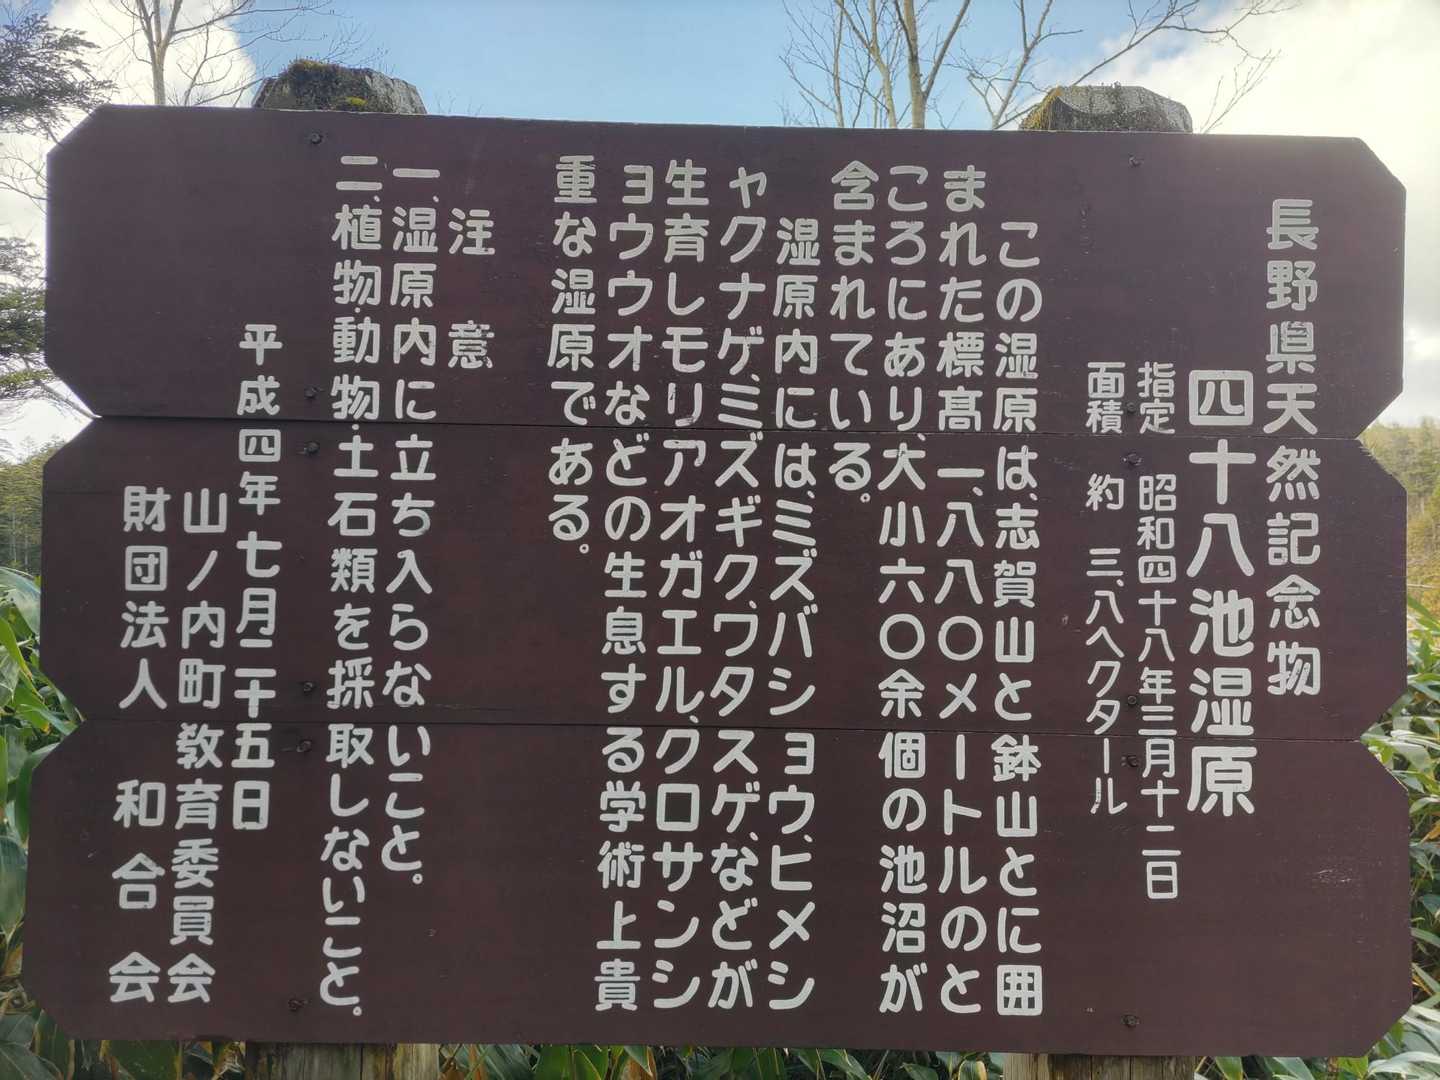 長野県天然記念物
四十八池湿原
指定 昭和四十八年三月十二日
面積 約 三、八ヘクタール
この湿原は、志賀山と鉢山とに囲
まれた標髙一、八八〇メートルのと
ころにあり、大小六〇余個の池沼が
含まれている。
湿原内には、ミズバショウ、ヒメシ
ャクナゲ、ミズギク、ワタスゲ、などが
生育しモリアオガエル、クロサンシ
ョウウオなどの生息する学術上貴
重な湿原である。
注 意
一、湿原内に立ち入らないこと。
二、植物・動物・土石類を採取しないこと。
平成四年七月二十五日
山ノ内町教育委員会
財団法人 和合会